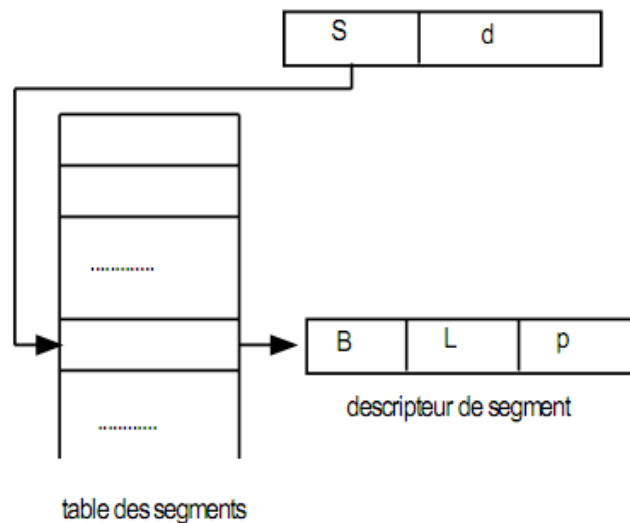 S d
.............
B L p
descripteur de segment
............
table des segments